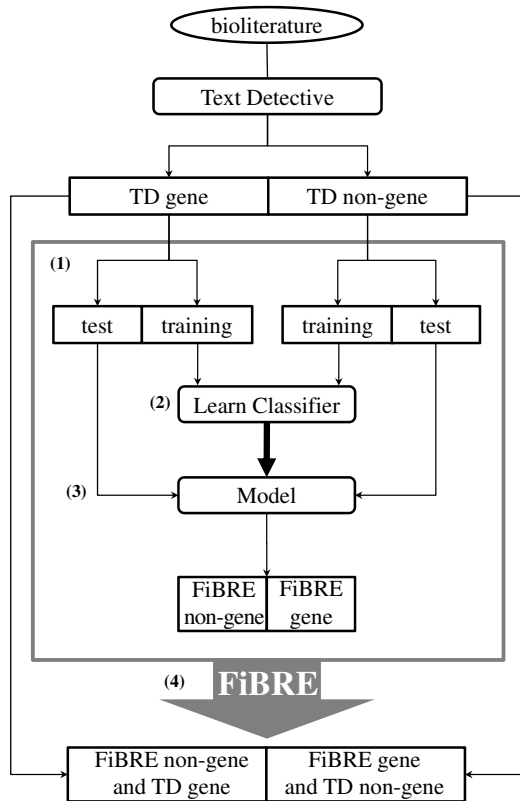 bioliterature
Text Detective
TD gene
TD non-gene
(1)
test
training
training
test
(2)
Learn Classifier
(3)
Model
FiBRE
non-gene
FiBRE
gene
(4)
FiBRE
FiBRE non-gene
and TD gene
FiBRE gene
and TD non-gene